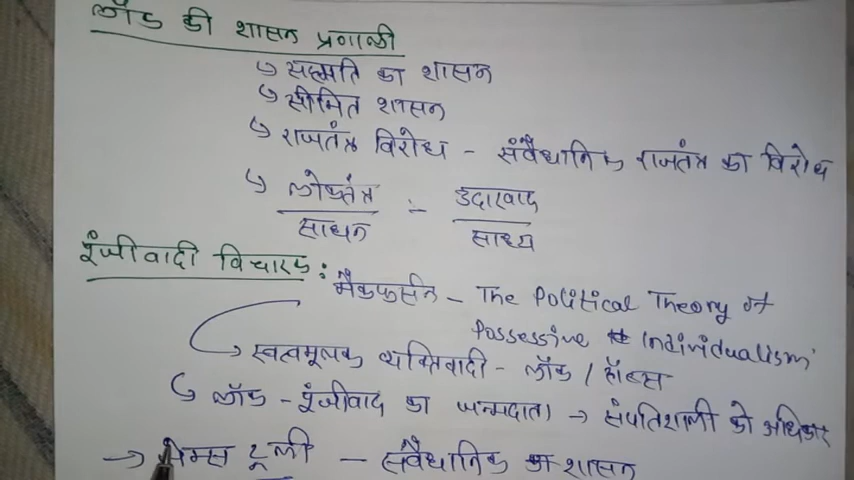 लॉक की शासन प्रणाली
↳ सहमति का शासन
↳ सीमित शासन
↳ राजतंत्र विरोध - संवैधानिक राजतंत्र का विरोध
↳ लोकतंत्र :- उदारवाद
साधन साध्य
पूंजीवादी विचारक :
मैकफर्सन - The Political Theory of
Possessive Individualism
स्वत्वमूलक व्यक्तिवादी - लॉक / हॉब्स
↳ लॉक - पूंजीवाद का जन्मदाता → संपतिशाली को अधिकार
→ जेम्स टूली - संवैधानिक का शासन